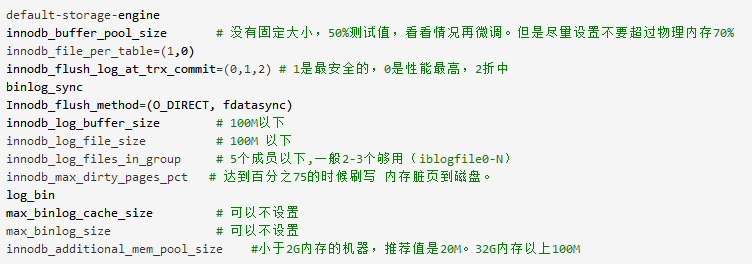 default-storage-engine
innodb_buffer_pool_size # 没有固定大小，50%测试值，看看情况再微调。但是尽量设置不要超过物理内存70%
innodb_file_per_table=(1,0)
innodb_flush_log_at_trx_commit=(0,1,2) # 1是最安全的，0是性能最高，2折中
binlog_sync
Innodb_flush_method=(O_DIRECT, fdatasync)
innodb_log_buffer_size # 100M以下
innodb_log_file_size # 100M 以下
innodb_log_files_in_group # 5个成员以下,一般2-3个够用（iblogfile0-N）
innodb_max_dirty_pages_pct # 达到百分之75的时候刷写 内存脏页到磁盘。
log_bin
max_binlog_cache_size # 可以不设置
max_binlog_size # 可以不设置
innodb_additional_mem_pool_size #小于2G内存的机器，推荐值是20M。32G内存以上100M